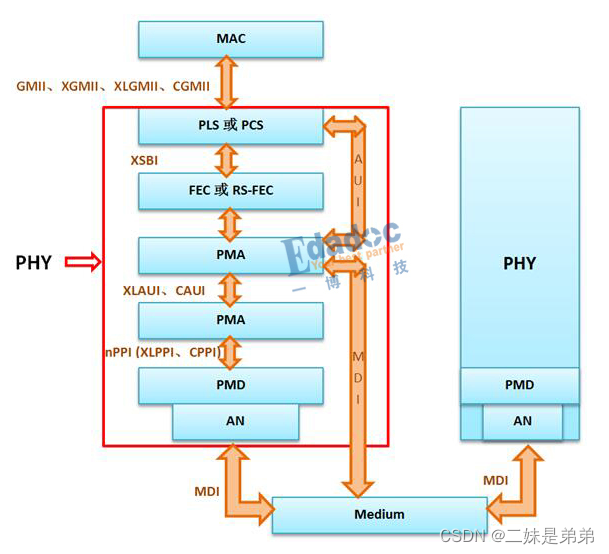 MAC
GMII、XGMII、XLGMII、CGMII
PLS 或 PCS
XSBI
AUI
FEC 或 RS-FEC
Edadoc
Your best partner
一博科技
PHY
PMA
PHY
XLAUI、CAUI
PMA
nPPI (XLPPI、CPPI)
MDI
PMD
PMD
AN
AN
MDI
MDI
Medium
CSDN @二妹是弟弟